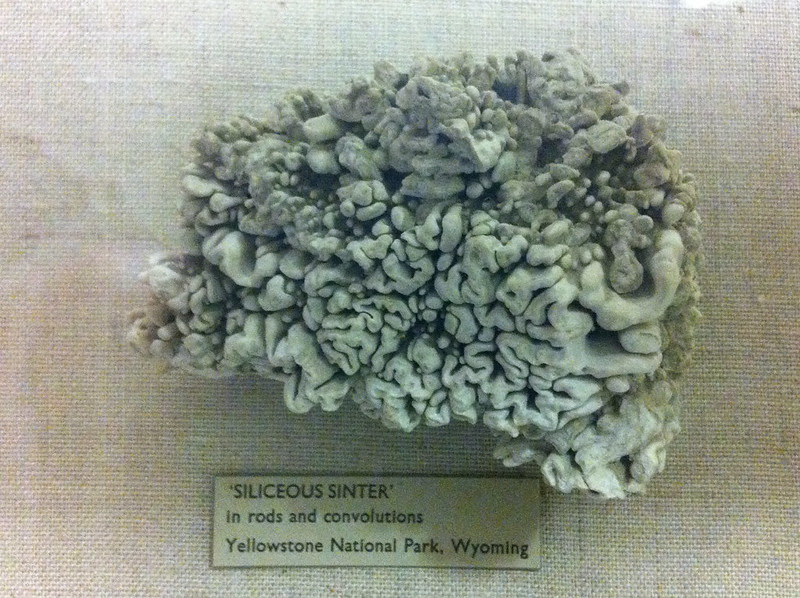 'SILICEOUS SINTER'
in rods and convolutions
Yellowstone National Park, Wyoming